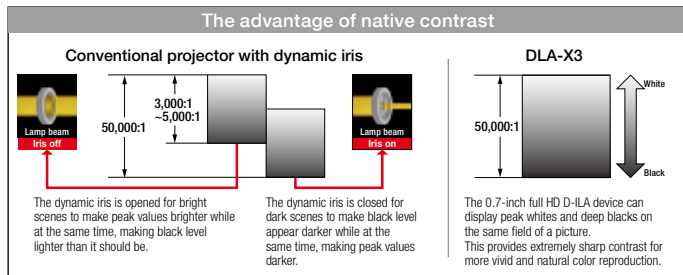 The advantage of native contrast
Conventional projector with dynamic iris
Lamp beam
Iris off
50,000:1
3,000:1
~5,000:1
Lamp beam
Iris on
The dynamic iris is opened for bright
scenes to make peak values brighter while
at the same time, making black level
lighter than it should be.
The dynamic iris is closed for
dark scenes to make black level
appear darker while at the
same time, making peak values
darker.
DLA-X3
50,000:1
White
Black
The 0.7-inch full HD D-ILA device can
display peak whites and deep blacks on
the same field of a picture.
This provides extremely sharp contrast for
more vivid and natural color reproduction.